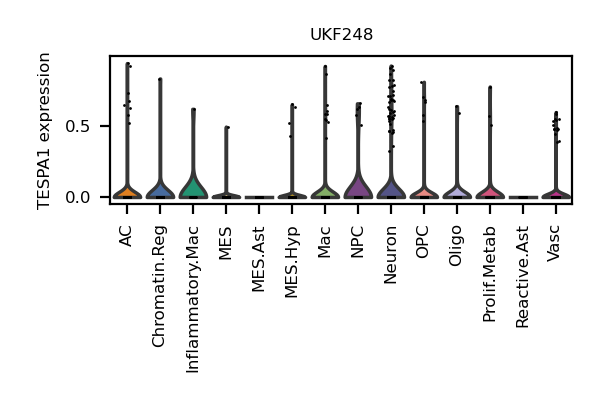 UKF248
TESPA1 expression
0.5
0.0
AC
Chromatin.Reg
Inflammatory.Mac
MES
MES.Ast
MES.Hyp
Mac
NPC
Neuron
OPC
Oligo
Prolif.Metab
Reactive.Ast
Vasc